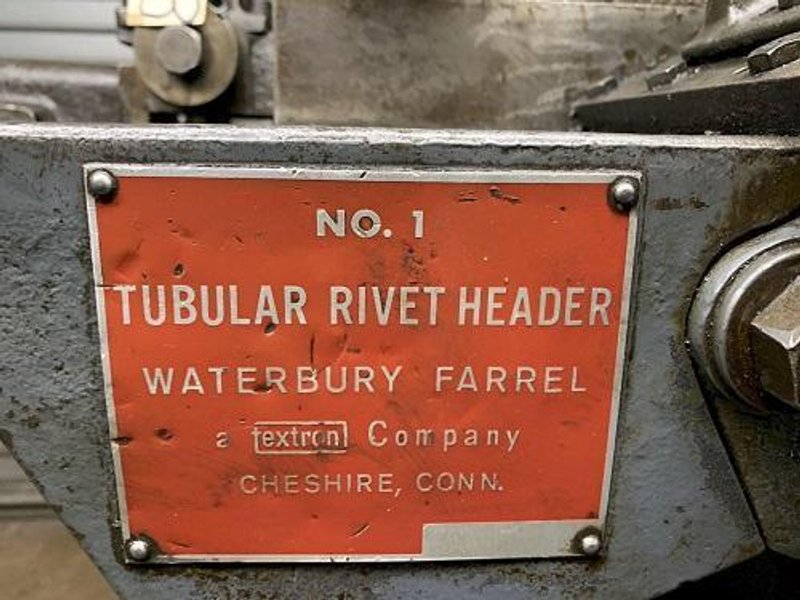 NO. 1
TUBULAR RIVET HEADER
WATERBURY FARREL
a textron Company
CHESHIRE, CONN.